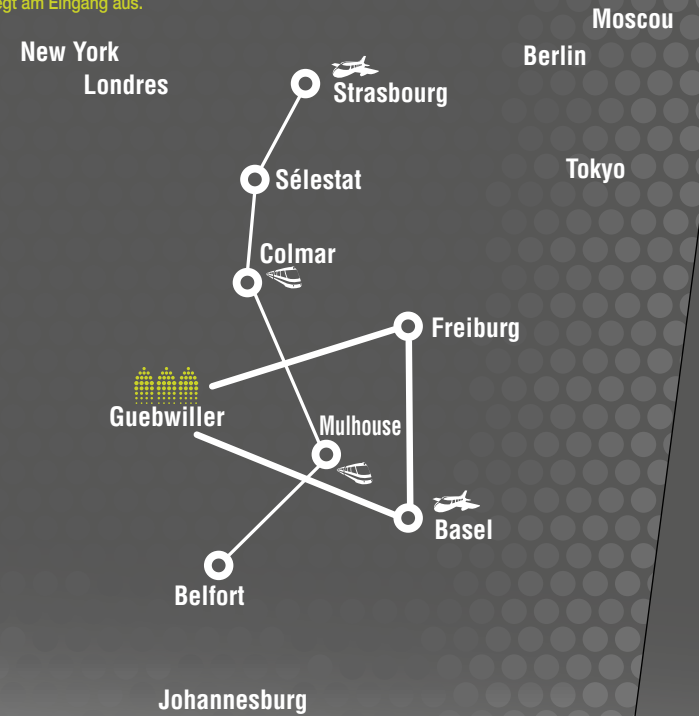 egt am Eingang aus.
Moscou
New York
Berlin
Londres
Strasbourg
Tokyo
Sélestat
Colmar
Freiburg
Guebwiller
Mulhouse
Basel
Belfort
Johannesburg